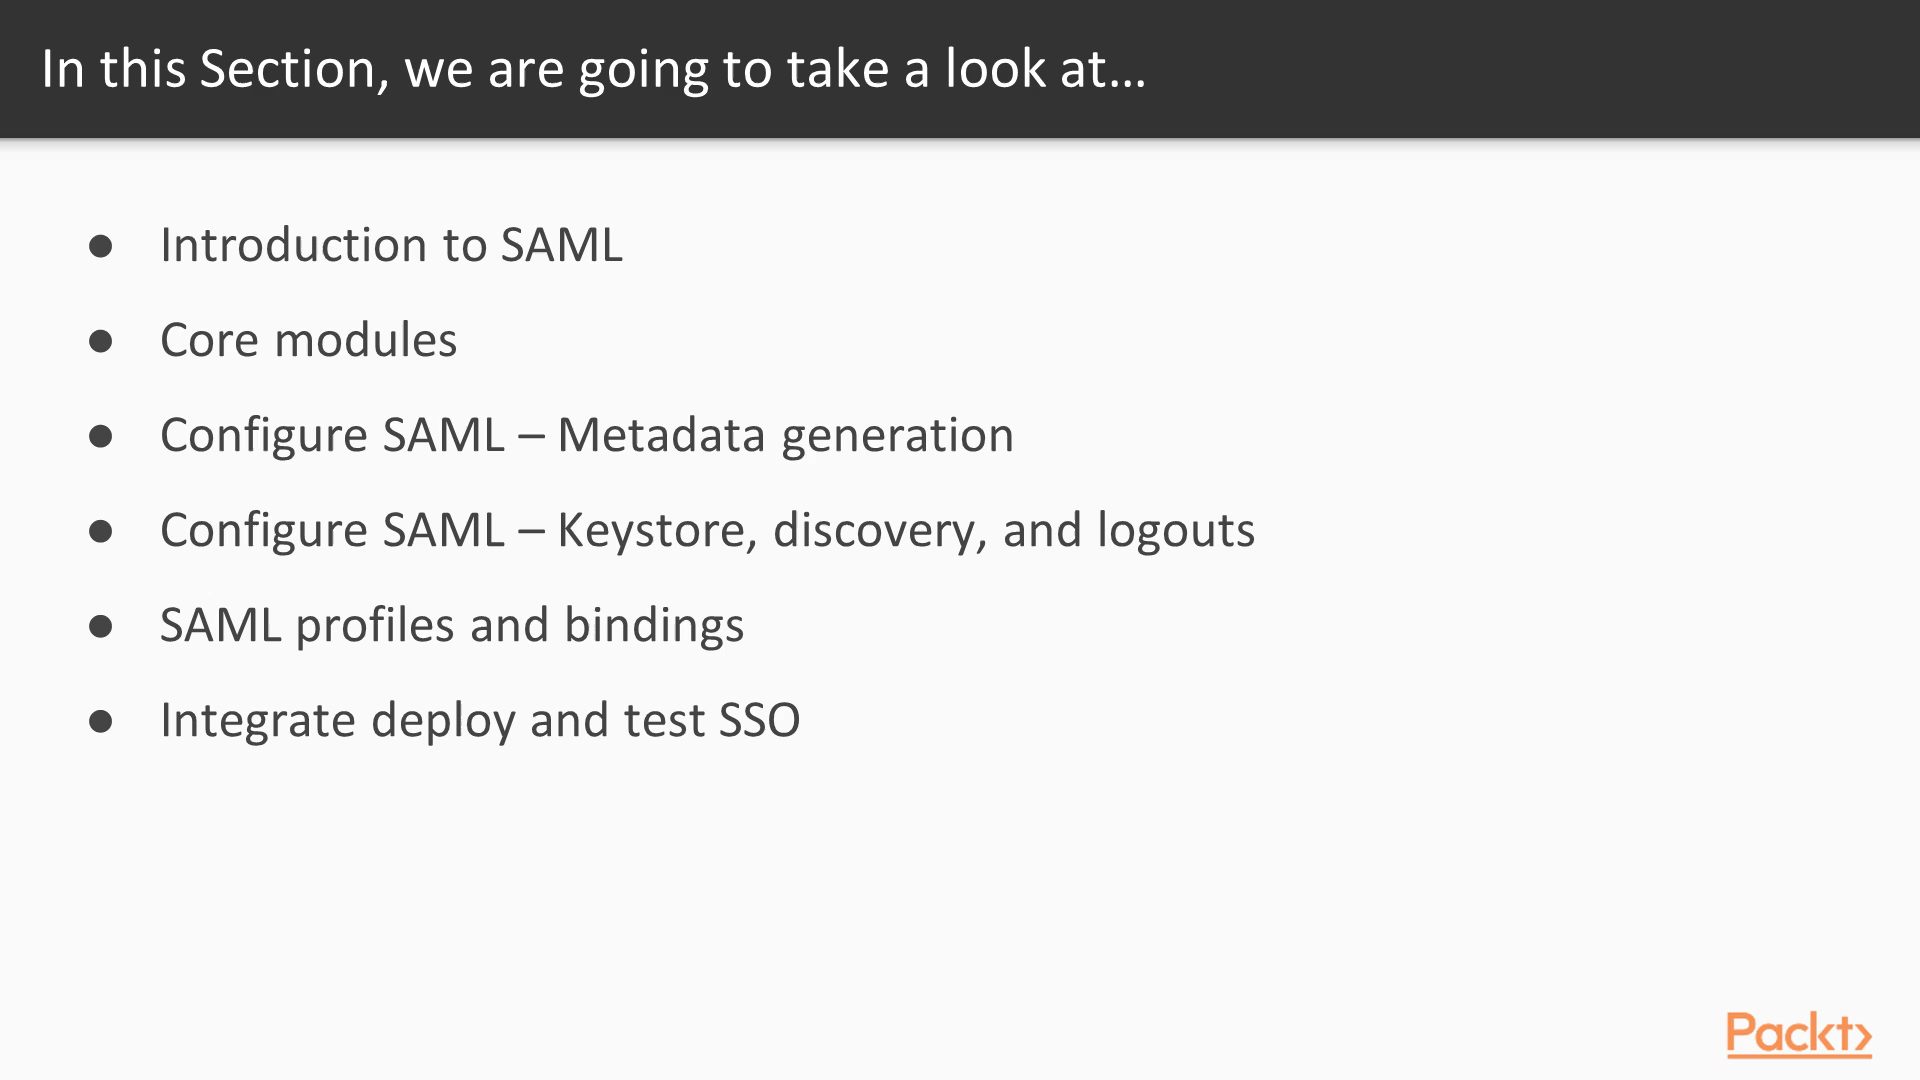 In this Section, we are going to take a look at...
● Introduction to SAML
● Core modules
● Configure SAML – Metadata generation
● Configure SAML – Keystore, discovery, and logouts
● SAML profiles and bindings
● Integrate deploy and test SSO
Packt>